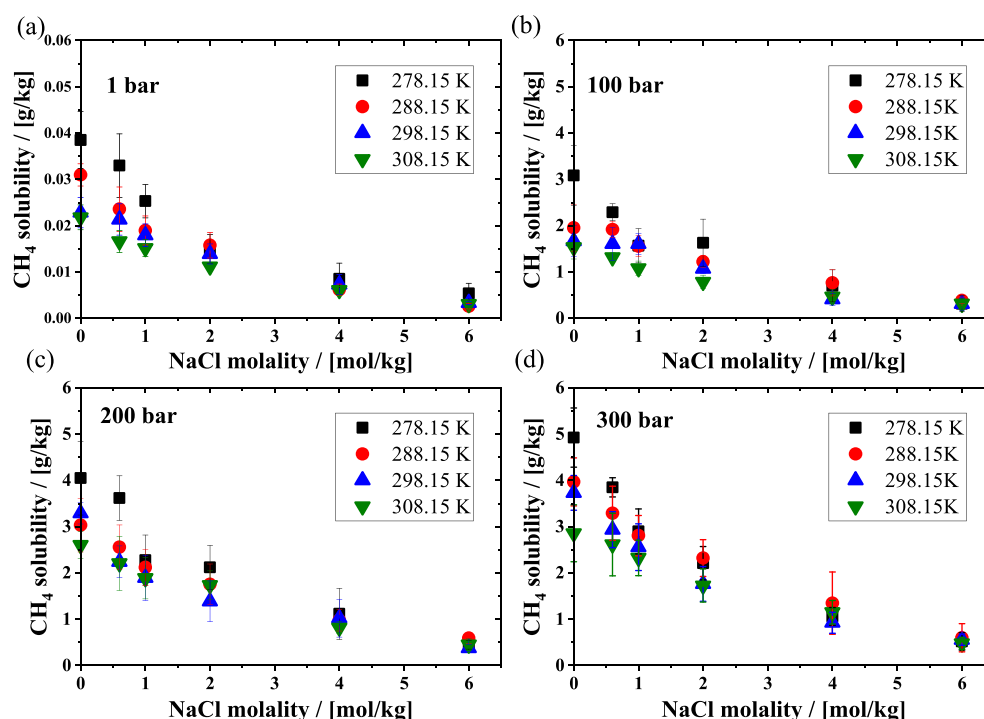 (a)
CH4 solubility / [g/kg]
0.06
0.05
0.04
0.03
0.02
0.01
0.00
1 bar
278.15 K
288.15 K
298.15 K
308.15 K
0 1 2 3 4 5 6
NaCl molality / [mol/kg]
(b)
CH4 solubility / [g/kg]
6
5
4
3
2
1
0
100 bar
278.15 K
288.15K
298.15 K
308.15K
0 1 2 3 4 5 6
NaCl molality / [mol/kg]
(c)
CH4 solubility / [g/kg]
6
5
4
3
2
1
0
200 bar
278.15 K
288.15K
298.15 K
308.15K
0 1 2 3 4 5 6
NaCl molality / [mol/kg]
(d)
CH4 solubility / [g/kg]
6
5
4
3
2
1
0
300 bar
278.15 K
288.15K
298.15 K
308.15K
0 1 2 3 4 5 6
NaCl molality / [mol/kg]